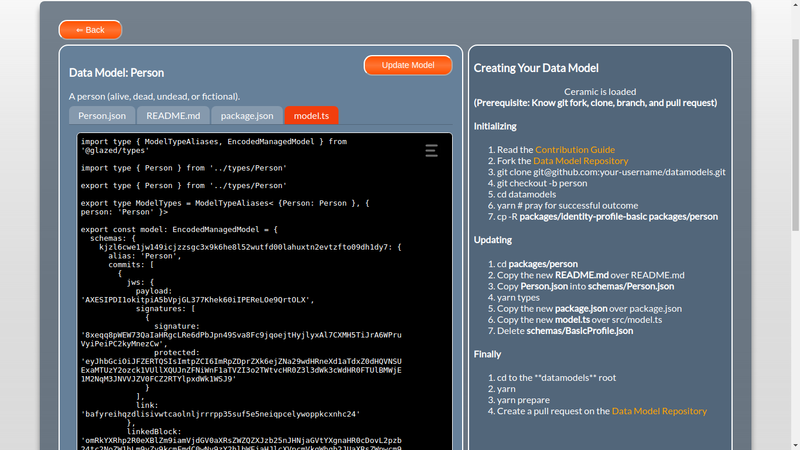 ⇐ Back
Data Model: Person
Update Model
A person (alive, dead, undead, or fictional).
Person.json
README.md
package.json
model.ts
import type { ModelTypeAliases, EncodedManagedModel } from
'@glazed/types'
import type { Person } from '../types/Person'
export type { Person } from '../types/Person'
export type ModelTypes = ModelTypeAliases< {Person: Person }, {
person: 'Person' }>
export const model: EncodedManagedModel = {
schemas: {
kjzl6cwe1jw149icjzzsgc3x9k6he8l52wutfd00lahuxtn2evtzfto09dh1dy7: {
alias: 'Person',
commits: [
{
jws: {
payload:
'AXESIPDI1okitpiA5bVpjGL377Khek60iIPEReLOe9QrtOLX',
signatures: [
{
signature:
'8xeqq8pWEW73QaIaHRgcLRe6dPbJpn49Sva8Fc9jqoejtHyjlyxAl7CXMH5TiJrA6WPru
VyiPeiPC2kyMnezCw',
protected:
'eyJhbGciOiJFZERTQSIsImtpZCI6ImRpZDprZXk6ejZNa29wdHRneXd1aTdxZ0dHQVNSU
ExaMTUzY2ozck1VUllXQUJnZFNiWnF1aTVZI3o2TWtvcHR0Z3l3dWk3cWdHR0FTUlBMWjE
1M2NqM3JNVVJZV0FCZ2RTYlpxdWk1WSJ9'
}
],
link:
'bafyreihqzdlisivwtcaolnljrrrpp35suf5e5neiqpcelywoppkcxnhc24'
},
linkedBlock:
Creating Your Data Model
Ceramic is loaded
(Prerequisite: Know git fork, clone, branch, and pull request)
Initializing
1. Read the Contribution Guide
2. Fork the Data Model Repository
3. git clone git@github.com:your-username/datamodels.git
4. git checkout -b person
5. cd datamodels
6. yarn # pray for successful outcome
7. cp -R packages/identity-profile-basic packages/person
Updating
1. cd packages/person
2. Copy the new README.md over README.md
3. Copy Person.json into schemas/Person.json
4. yarn types
5. Copy the new package.json over package.json
6. Copy the new model.ts over src/model.ts
7. Delete schemas/BasicProfile.json
Finally
1. cd to the **datamodels** root
2. yarn
3. yarn prepare
4. Create a pull request on the Data Model Repository